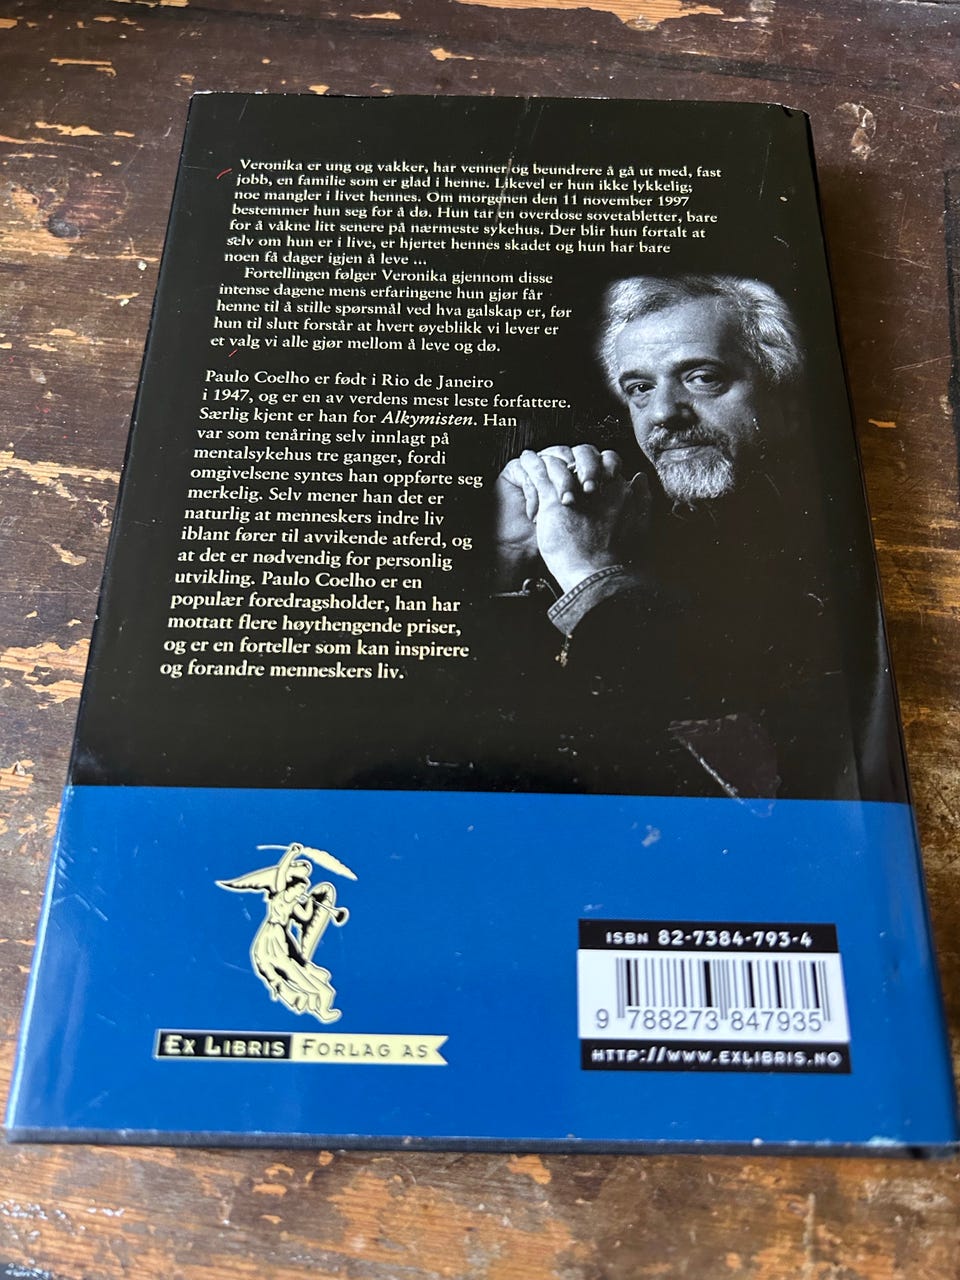 Veronika er ung og vakker, har venner og beundrere å gå ut med, fast
jobb, en familie som er glad i henne. Likevel er hun ikke lykkelig;
noe mangler i livet hennes. Om morgenen den 11 november 1997
bestemmer hun seg for å dø. Hun tar en overdose sovetabletter, bare
for å våkne litt senere på nærmeste sykehus. Der blir hun fortalt at
selv om hun er i live, er hjertet hennes skadet og hun har bare
noen få dager igjen å leve ...
Fortellingen følger Veronika gjennom disse
intense dagene mens erfaringene hun gjør får
henne til å stille spørsmål ved hva galskap er, før
hun til slutt forstår at hvert øyeblikk vi lever er
et valg vi alle gjør mellom å leve og dø.
Paulo Coelho er født i Rio de Janeiro
i 1947, og er en av verdens mest leste forfattere.
Særlig kjent er han for Alkymisten. Han
var som tenåring selv innlagt på
mentalsykehus tre ganger, fordi
omgivelsene syntes han oppførte seg
merkelig. Selv mener han det er
naturlig at menneskers indre liv
iblant fører til avvikende atferd, og
at det er nødvendig for personlig
utvikling. Paulo Coelho er en
populær foredragsholder, han har
mottatt flere høythengende priser,
og er en forteller som kan inspirere
og forandre menneskers liv.
EX LIBRIS FORLAG AS
ISBN 82-7384-793-4
9 788273 847935
HTTP://WWW.EXLIBRIS.NO